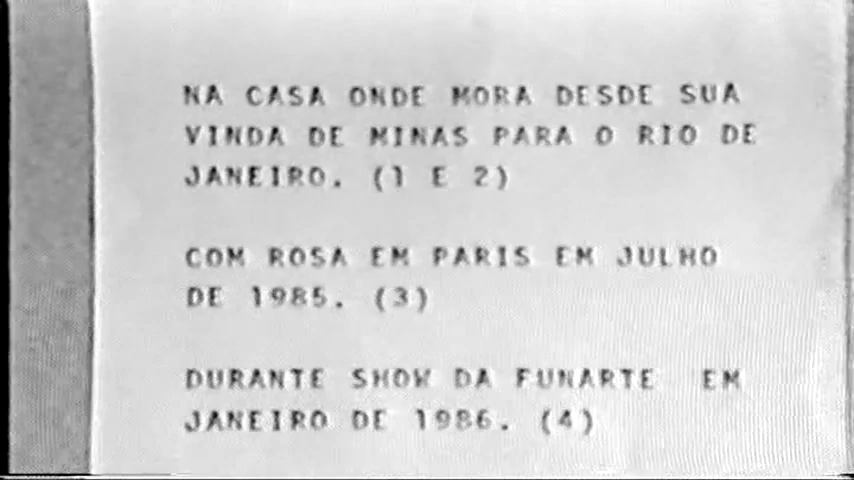 NA CASA ONDE MORA DESDE SUA
VINDA DE MINAS PARA O RIO DE
JANEIRO. (1 E 2)
COM ROSA EM PARIS EM JULHO
DE 1985. (3)
DURANTE SHOW DA FUNARTE EM
JANEIRO DE 1986. (4)